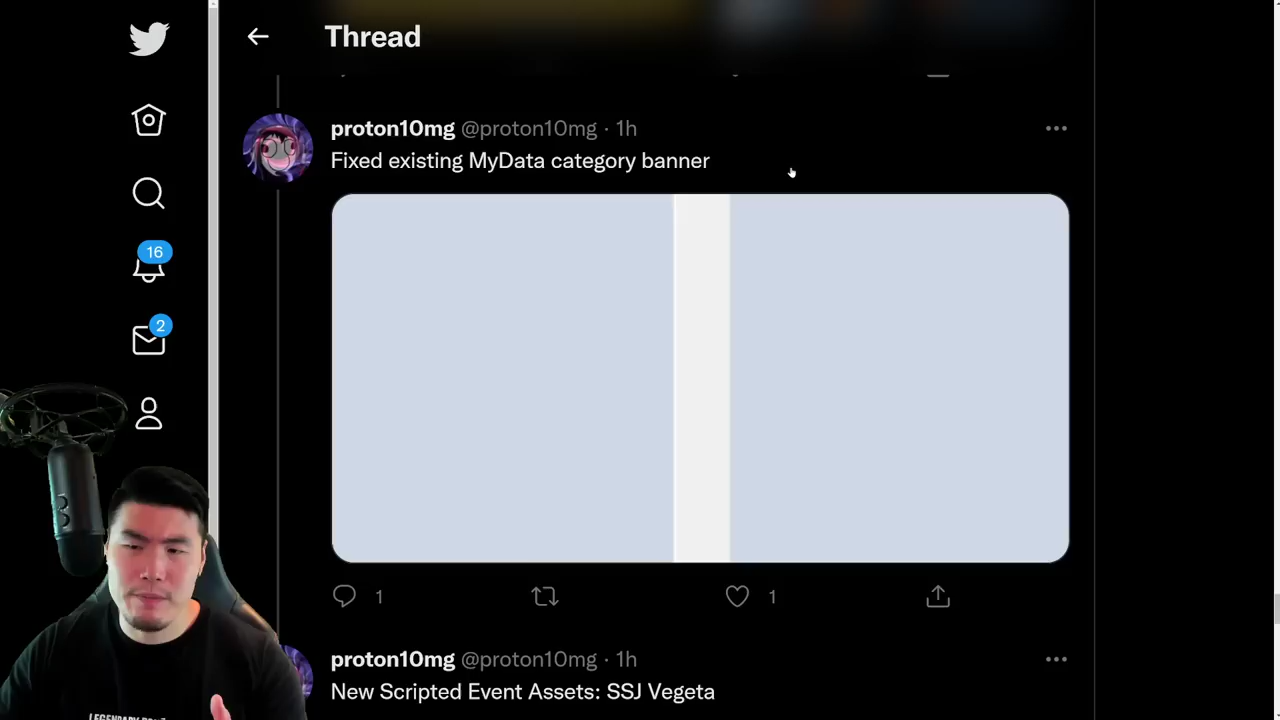 Thread
proton10mg @proton10mg · 1h
Fixed existing MyData category banner
16
2
1
1
proton10mg @proton10mg · 1h
New Scripted Event Assets: SSJ Vegeta